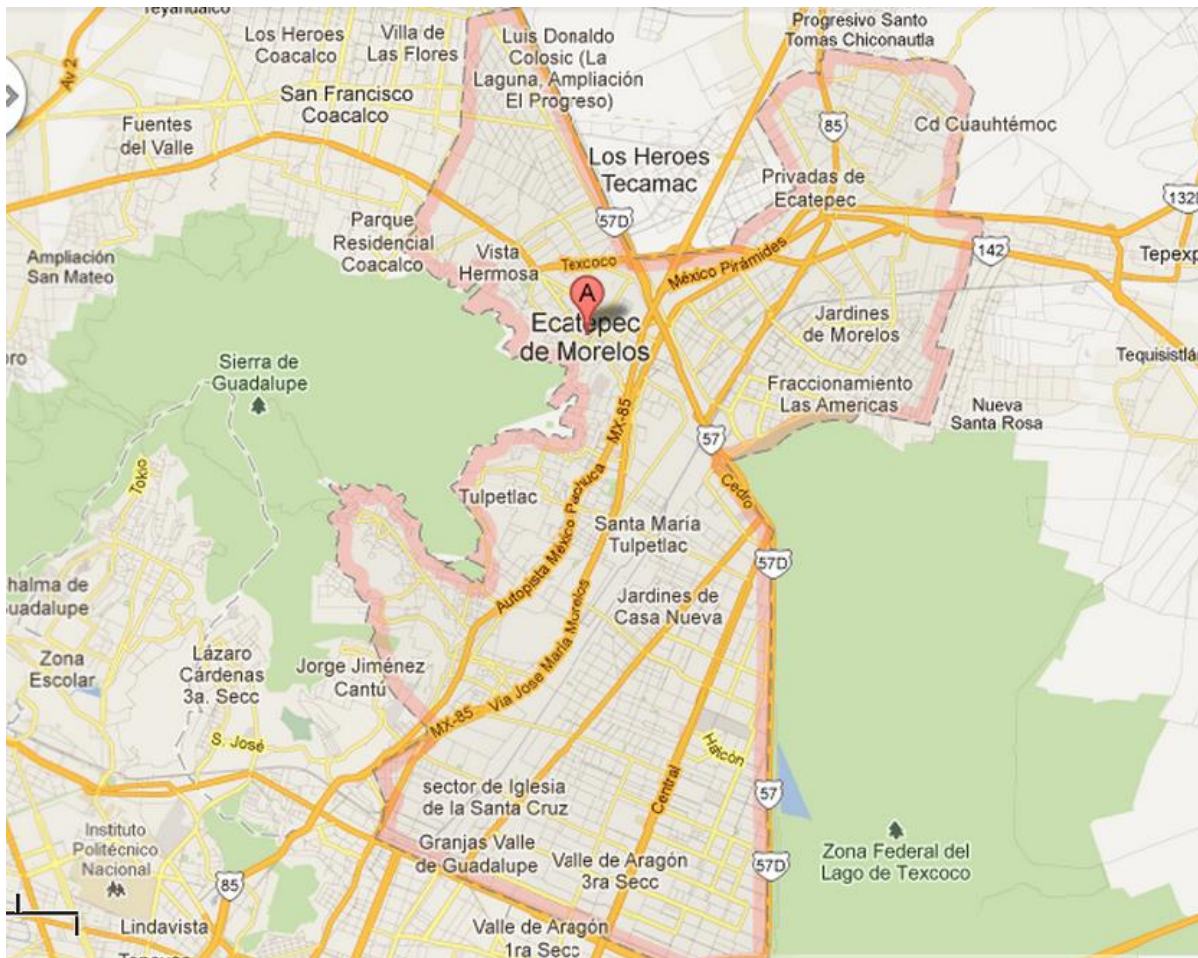 Teyahualco
Av 2
Los Heroes
Coacalco
Villa de
Las Flores
Luis Donaldo
Colosic (La
Laguna, Ampliación
El Progreso)
Progresivo Santo
Tomas Chiconautla
San Francisco
Coacalco
Fuentes
del Valle
85
Cd Cuauhtémoc
Los Heroes
Tecamac
Privadas de
Ecatepec
132D
Parque
Residencial
Coacalco
57D
Vista
Hermosa
Texcoco
México Pirámides
142
Tepexp
Ampliación
San Mateo
A
Ecatepec
de Morelos
Jardines
de Morelos
oro
Sierra de
Guadalupe
Tequisistlá
Fraccionamiento
Las Americas
Nueva
Santa Rosa
MX-85
57
Tokio
Cedro
Tulpetlac
Autopista México Pachuca
Santa María
Tulpetlac
57D
halma de
uadalupe
Jardines de
Casa Nueva
Zona
Escolar
Lázaro
Cárdenas
3a. Secc
Jorge Jiménez
Cantú
Vía José María Morelos
MX-85
S. José
Halcón
Central
57
sector de Iglesia
de la Santa Cruz
Instituto
Politécnico
Nacional
Granjas Valle
de Guadalupe
Valle de Aragón
3ra Secc
57D
Zona Federal del
Lago de Texcoco
85
Lindavista
Valle de Aragón
1ra Secc